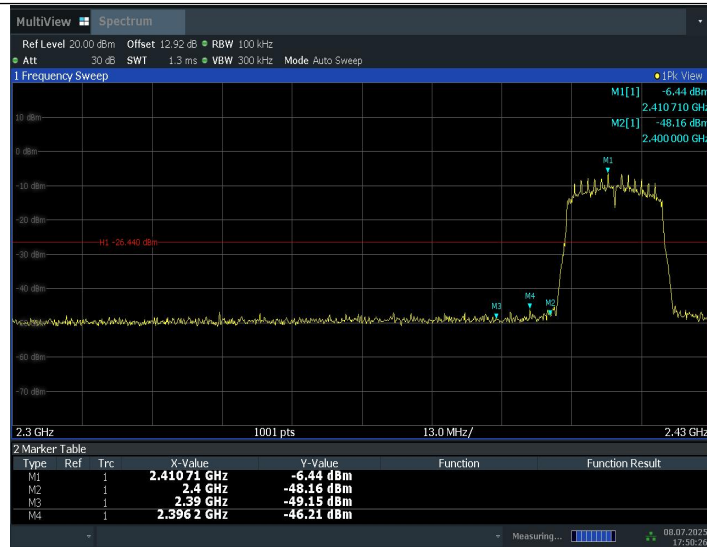 MultiView Spectrum
Ref Level 20.00 dBm Offset 12.92 dB RBW 100 kHz
Att 30 dB SWT 1.3 ms VBW 300 kHz Mode Auto Sweep
1 Frequency Sweep 1Pk View
M1[1] -6.44 dBm
2.410 710 GHz
M2[1] -48.16 dBm
2.400 000 GHz
10 dBm
0 dBm
M1
-10 dBm
-20 dBm
H1 -26.440 dBm
-30 dBm
-40 dBm
M3 M4 M2
-60 dBm
-70 dBm
2.3 GHz 1001 pts 13.0 MHz/ 2.43 GHz
2 Marker Table
Type Ref Trc X-Value Y-Value Function Function Result
M1 1 2.410 71 GHz -6.44 dBm
M2 1 2.4 GHz -48.16 dBm
M3 1 2.39 GHz -49.15 dBm
M4 1 2.396 2 GHz -46.21 dBm
Measuring... 08.07.2025
17:50:26